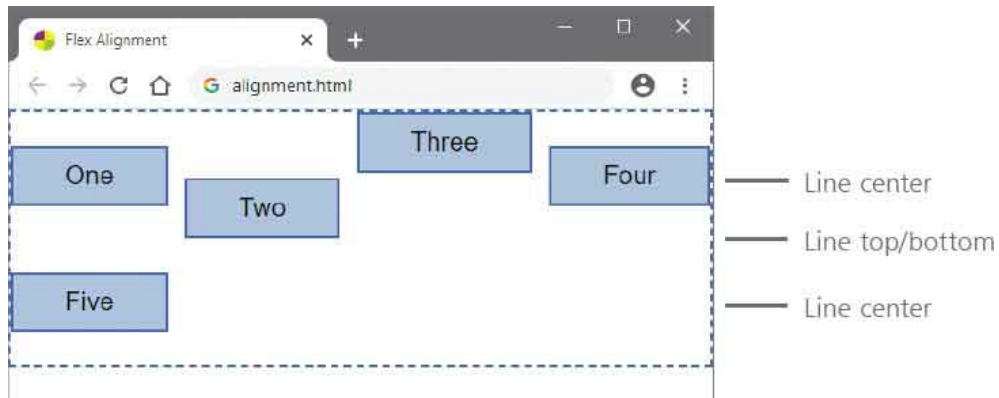 Flex Alignment
alignment.html
Three
One
Four
Line center
Two
Line top/bottom
Five
Line center